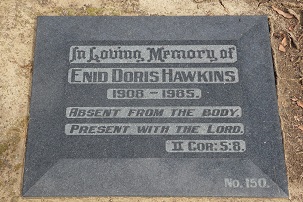 In Loving Memory of
ENID DORIS HAWKINS
1908 - 1985.
ABSENT FROM THE BODY,
PRESENT WITH THE LORD.
II COR: 5:8.
No. 150.